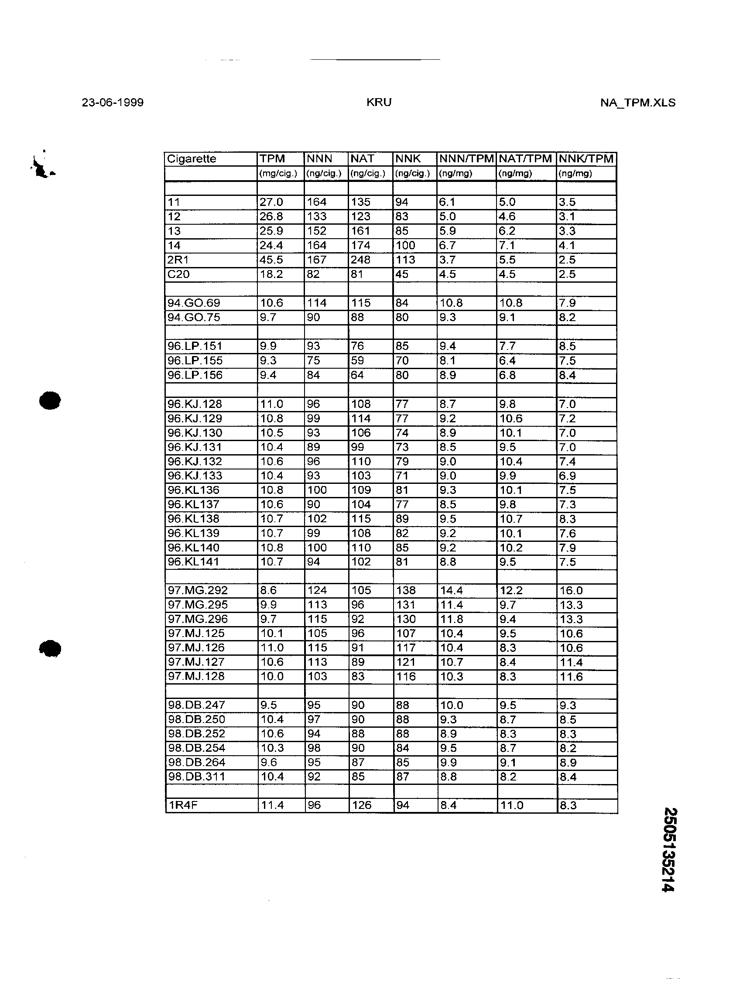 23-06-1999 KRU NA_TPM.XLS
Cigarette TPM NNN NAT NNK NNN/TPM NAT/TPM NNK/TPM
(mg/cig.) (ng/cig.) (ng/cig.) (ng/cig.) (ng/mg) (ng/mg) (ng/mg)
11 27.0 164 135 94 6.1 5.0 3.5
12 26.8 133 123 83 5.0 4.6 3.1
13 25.9 152 161 85 5.9 6.2 3.3
14 24.4 164 174 100 6.7 7.1 4.1
2R1 45.5 167 248 113 3.7 5.5 2.5
C20 18.2 82 81 45 4.5 4.5 2.5
94.GO.69 10.6 114 115 84 10.8 10.8 7.9
94.GO.75 9.7 90 88 80 9.3 9.1 8.2
96.LP.151 9.9 93 76 85 9.4 7.7 8.5
96.LP.155 9.3 75 59 70 8.1 6.4 7.5
96.LP.156 9.4 84 64 80 8.9 6.8 8.4
96.KJ.128 11.0 96 108 77 8.7 9.8 7.0
96.KJ.129 10.8 99 114 77 9.2 10.6 7.2
96.KJ.130 10.5 93 106 74 8.9 10.1 7.0
96.KJ.131 10.4 89 99 73 8.5 9.5 7.0
96.KJ.132 10.6 96 110 79 9.0 10.4 7.4
96.KJ.133 10.4 93 103 71 9.0 9.9 6.9
96.KL136 10.8 100 109 81 9.3 10.1 7.5
96.KL137 10.6 90 104 77 8.5 9.8 7.3
96.KL138 10.7 102 115 89 9.5 10.7 8.3
96.KL139 10.7 99 108 82 9.2 10.1 7.6
96.KL140 10.8 100 110 85 9.2 10.2 7.9
96.KL141 10.7 94 102 81 8.8 9.5 7.5
97.MG.292 8.6 124 105 138 14.4 12.2 16.0
97.MG.295 9.9 113 96 131 11.4 9.7 13.3
97.MG.296 9.7 115 92 130 11.8 9.4 13.3
97.MJ.125 10.1 105 96 107 10.4 9.5 10.6
97.MJ.126 11.0 115 91 117 10.4 8.3 10.6
97.MJ.127 10.6 113 89 121 10.7 8.4 11.4
97.MJ.128 10.0 103 83 116 10.3 8.3 11.6
98.DB.247 9.5 95 90 88 10.0 9.5 9.3
98.DB.250 10.4 97 90 88 9.3 8.7 8.5
98.DB.252 10.6 94 88 88 8.9 8.3 8.3
98.DB.254 10.3 98 90 84 9.5 8.7 8.2
98.DB.264 9.6 95 87 85 9.9 9.1 8.9
98.DB.311 10.4 92 85 87 8.8 8.2 8.4
1R4F 11.4 96 126 94 8.4 11.0 8.3
2505135214